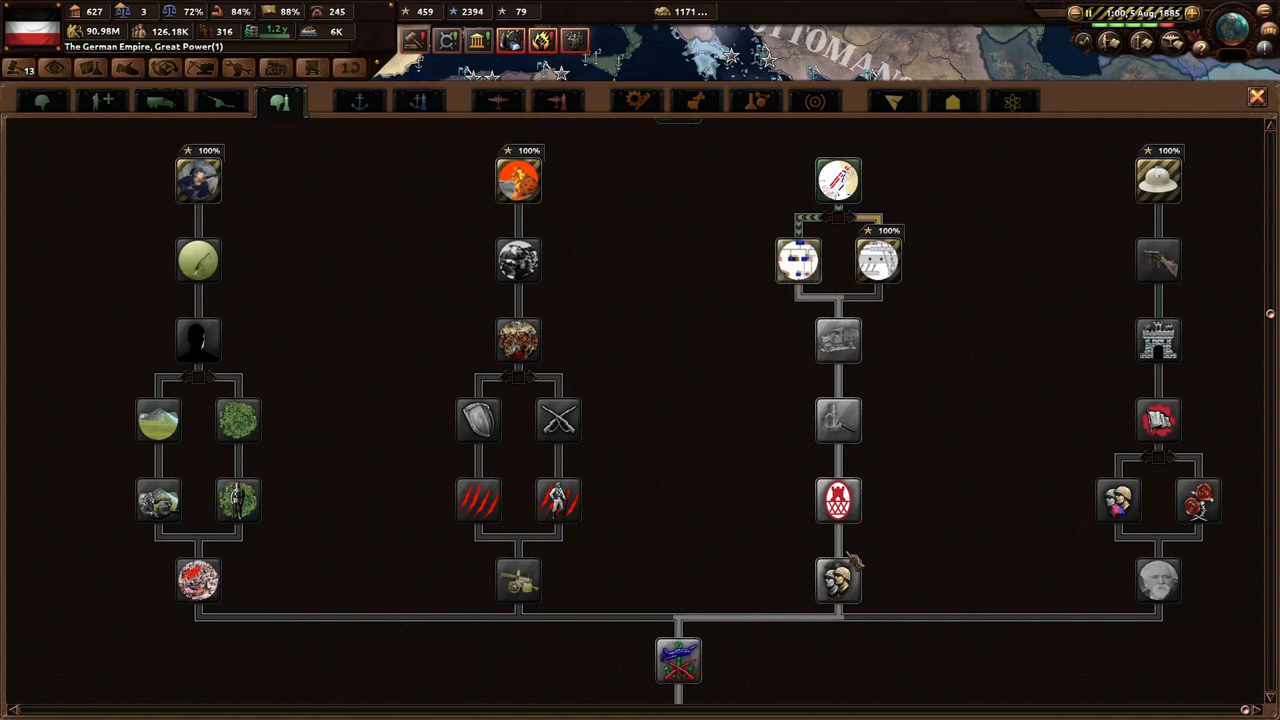 627 3 72% 84% 88% 245 459 2394 79 1171 ... 1:00, 5 Aug, 1885
90.98M 126.18K 316 1.2 y 6K
The German Empire, Great Power(1)
OTTOMAN
13
100% 100% 100%
100%